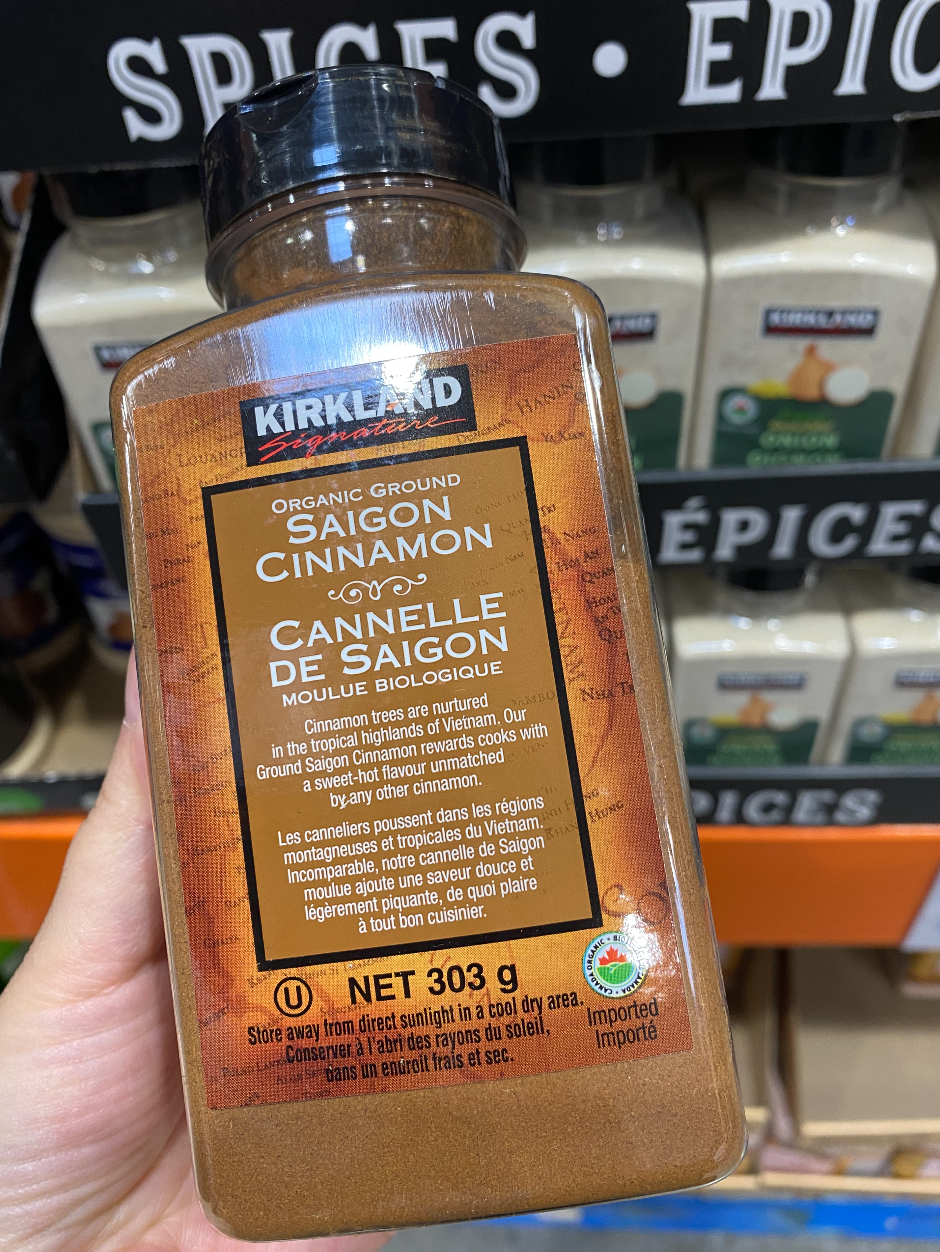 SPICES • ÉPIC
KIRKLAND
Signature
ORGANIC GROUND
SAIGON
CINNAMON
CANNELLE
DE SAIGON
MOULUE BIOLOGIQUE
Cinnamon trees are nurtured
in the tropical highlands of Vietnam. Our
Ground Saigon Cinnamon rewards cooks with
a sweet-hot flavour unmatched
by any other cinnamon.
Les canneliers poussent dans les régions
montagneuses et tropicales du Vietnam.
Incomparable, notre cannelle de Saigon
moulue ajoute une saveur douce et
légèrement piquante, de quoi plaire
à tout bon cuisinier.
U
NET 303 g
Store away from direct sunlight in a cool dry area.
Conserver à l'abri des rayons du soleil,
dans un endroit frais et sec.
CANADA ORGANIC • BIO
CANADA
Imported
Importé
KIRKLAND
ONION
ÉPICES
PICES